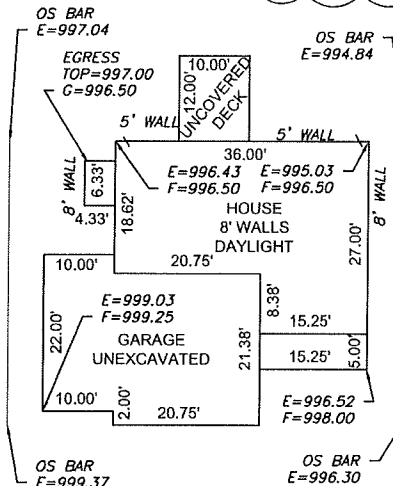 OS BAR
E=997.04
OS BAR
E=994.84
EGRESS
TOP=997.00
G=996.50
10.00'
12.00'
UNCOVERED
DECK
5' WALL
5' WALL
36.00'
8' WALL
6.33'
4.33'
18.62'
E=996.43
F=996.50
E=995.03
F=996.50
HOUSE
8' WALLS
DAYLIGHT
8' WALL
27.00'
10.00'
20.75'
8.38'
E=999.03
F=999.25
22.00'
GARAGE
UNEXCAVATED
21.38'
15.25'
15.25'
5.00'
10.00'
2.00'
20.75'
E=996.52
F=998.00
OS BAR
E=999.37
OS BAR
E=996.30